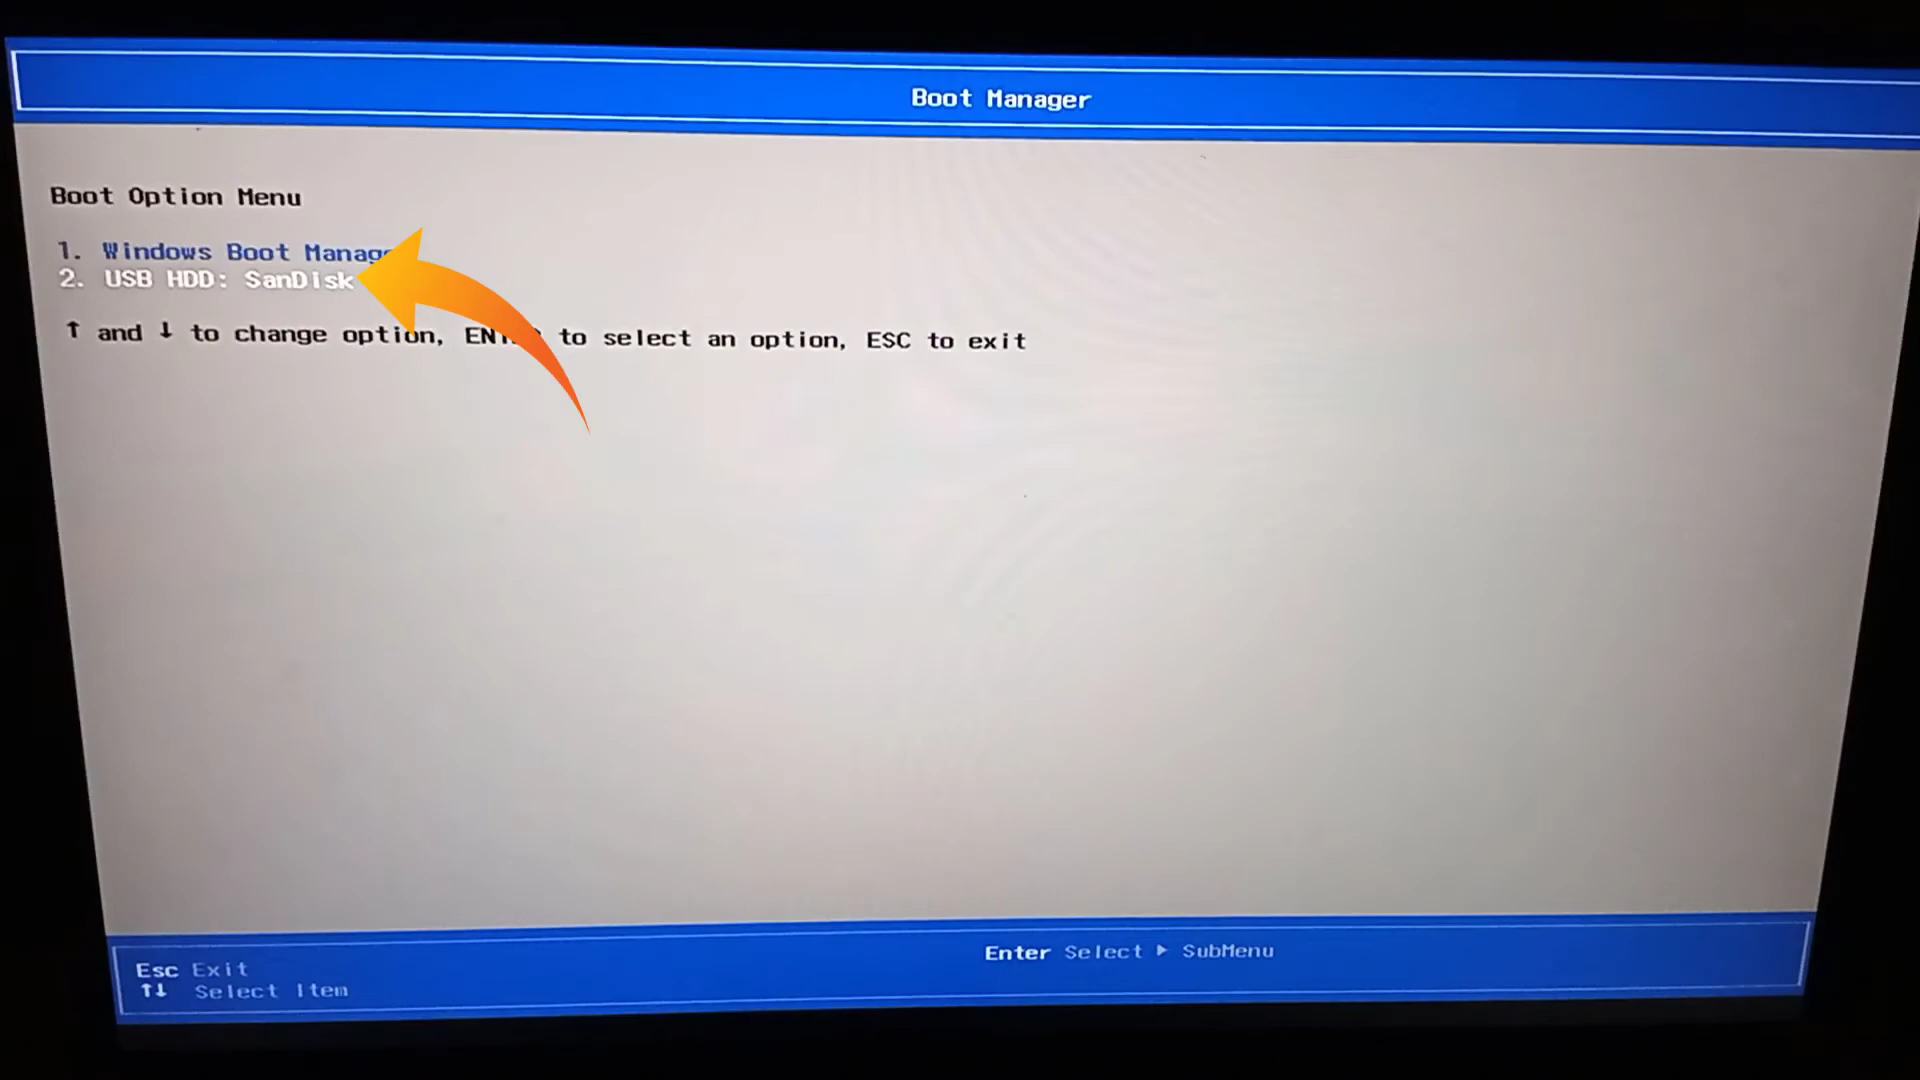 Boot Manager
Boot Option Menu
1. Windows Boot
2. USB HDD: SanDisk
↑ and ↓ to change option, to select an option, ESC to exit
Esc Exit
↑↓ Select Item
Enter Select ▶ SubMenu